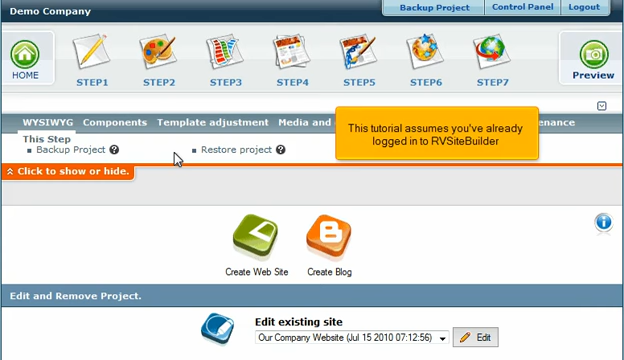 Demo Company
Backup Project
Control Panel
Logout
HOME
STEP1
STEP2
STEP3
STEP4
STEP5
STEP6
STEP7
Preview
WYSIWYG
Components
Template adjustment
Media and
This Step
Backup Project
Restore project
This tutorial assumes you've already
logged in to RVSiteBuilder
Click to show or hide.
Create Web Site
Create Blog
Edit and Remove Project.
Edit existing site
Our Company Website (Jul 15 2010 07:12:56)
Edit